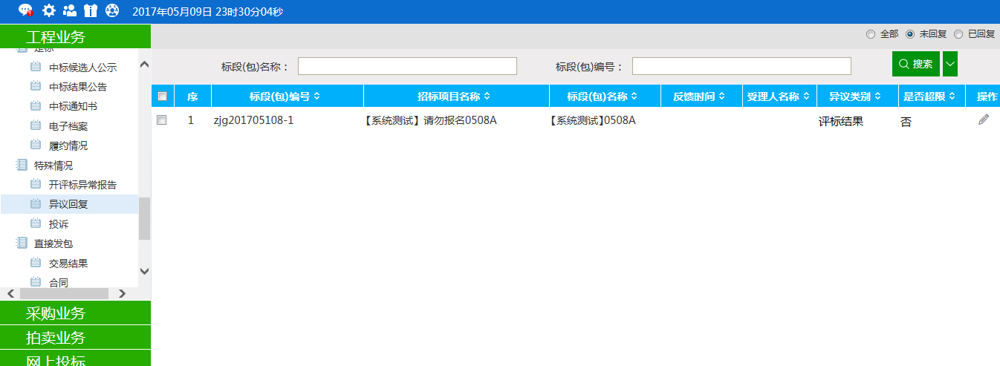 2017年05月09日 23时30分04秒
工程业务
全部 未回复 已回复
定标
中标候选人公示
中标结果公告
中标通知书
电子档案
履约情况
特殊情况
开评标异常报告
异议回复
投诉
直接发包
交易结果
合同
采购业务
拍卖业务
网上投标
标段(包)名称： 标段(包)编号： 搜索
序 标段(包)编号 招标项目名称 标段(包)名称 反馈时间 受理人名称 异议类别 是否超限 操作
1 zjg201705108-1 【系统测试】请勿报名0508A 【系统测试】0508A 评标结果 否